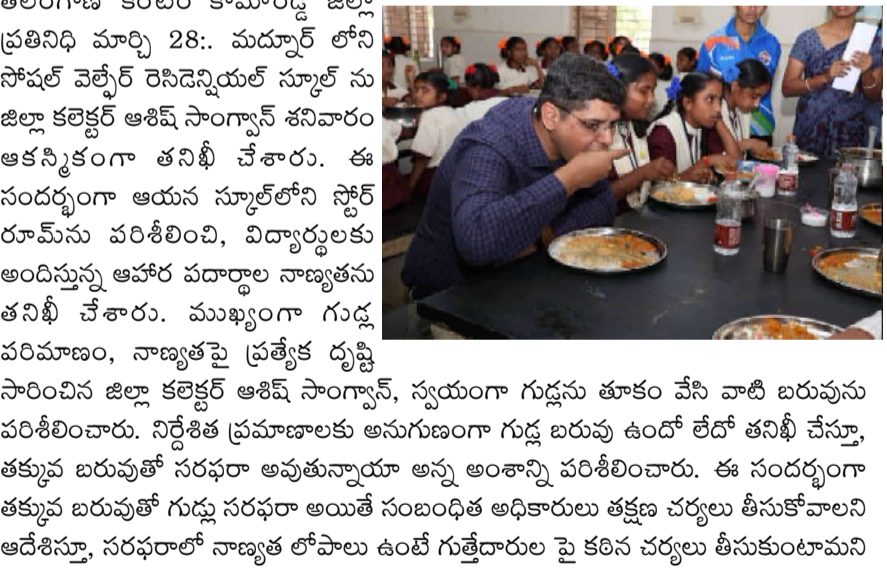 తెలంగాణ కెరటం కామారెడ్డి జిల్లా
ప్రతినిధి మార్చి 28:. మద్నూర్ లోని
సోషల్ వెల్ఫేర్ రెసిడెన్షియల్ స్కూల్ ను
జిల్లా కలెక్టర్ ఆశిష్ సాంగ్వాన్ శనివారం
ఆకస్మికంగా తనిఖీ చేశారు. ఈ
సందర్భంగా ఆయన స్కూల్‌లోని స్టోర్
రూమ్‌ను పరిశీలించి, విద్యార్థులకు
అందిస్తున్న ఆహార పదార్థాల నాణ్యతను
తనిఖీ చేశారు. ముఖ్యంగా గుడ్ల
పరిమాణం, నాణ్యతపై ప్రత్యేక దృష్టి
సారించిన జిల్లా కలెక్టర్ ఆశిష్ సాంగ్వాన్, స్వయంగా గుడ్లను తూకం వేసి వాటి బరువును
పరిశీలించారు. నిర్దేశిత ప్రమాణాలకు అనుగుణంగా గుడ్ల బరువు ఉందో లేదో తనిఖీ చేస్తూ,
తక్కువ బరువుతో సరఫరా అవుతున్నాయా అన్న అంశాన్ని పరిశీలించారు. ఈ సందర్భంగా
తక్కువ బరువుతో గుడ్లు సరఫరా అయితే సంబంధిత అధికారులు తక్షణ చర్యలు తీసుకోవాలని
ఆదేశిస్తూ, సరఫరాలో నాణ్యత లోపాలు ఉంటే గుత్తేదారుల పై కఠిన చర్యలు తీసుకుంటామని